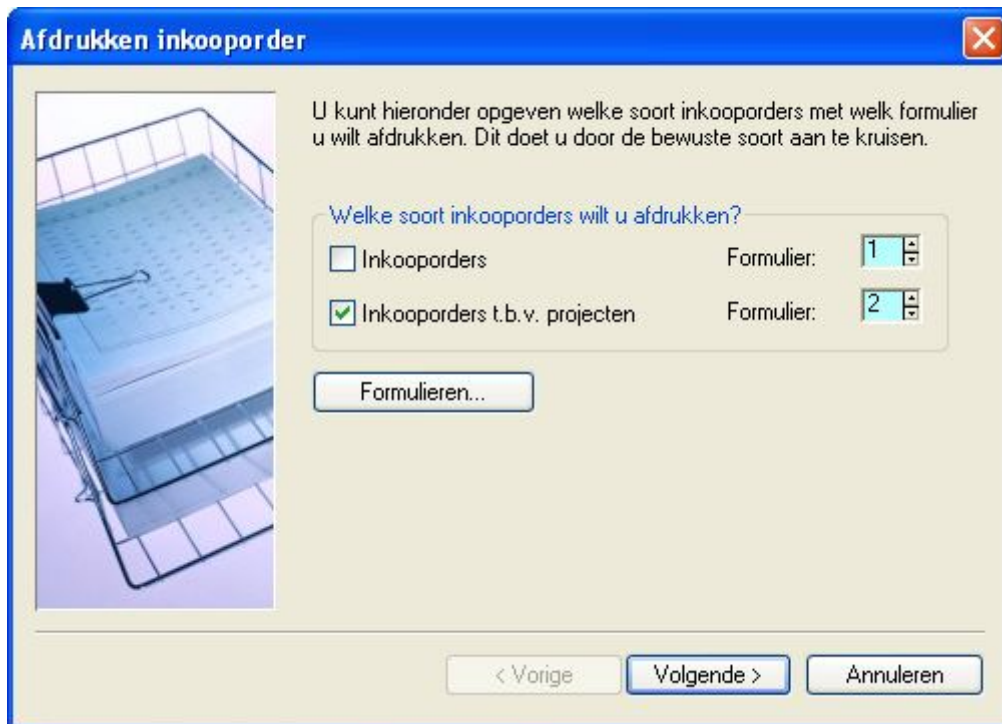 Afdrukken inkooporder
U kunt hieronder opgeven welke soort inkooporders met welk formulier
u wilt afdrukken. Dit doet u door de bewuste soort aan te kruisen.
Welke soort inkooporders wilt u afdrukken?
Inkooporders Formulier: 1
Inkooporders t.b.v. projecten Formulier: 2
Formulieren...
< Vorige Volgende > Annuleren